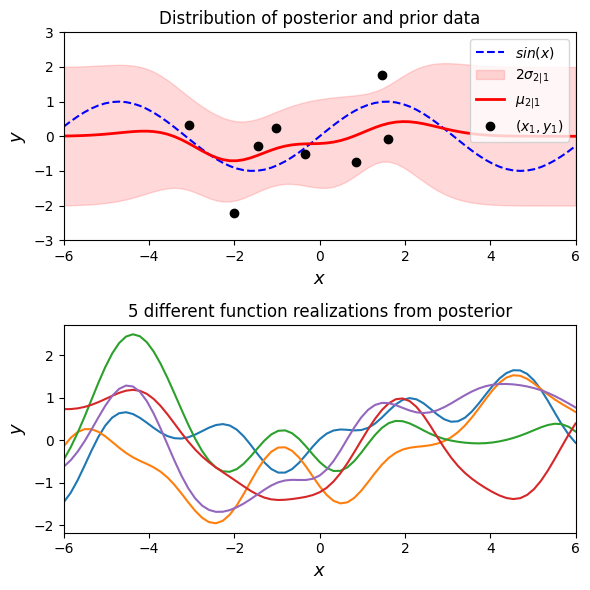 Distribution of posterior and prior data
3
2
1
0
−1
−2
−3
y
sin(x)
2σ2|1
μ2|1
(x1, y1)
−6 −4 −2 0 2 4 6
x
5 different function realizations from posterior
2
1
0
−1
−2
y
−6 −4 −2 0 2 4 6
x